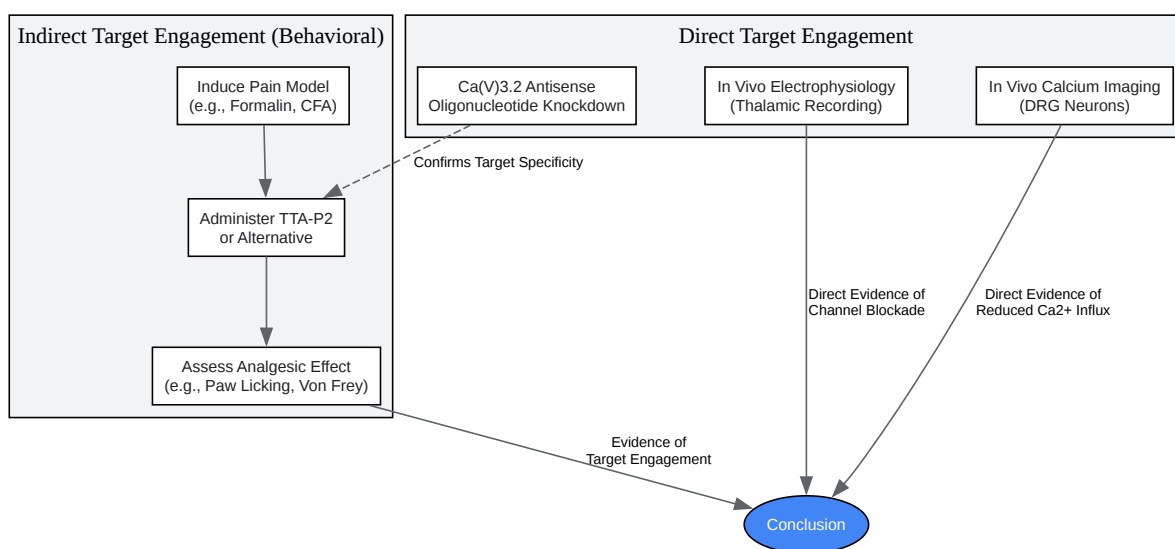 Indirect Target Engagement (Behavioral)
Direct Target Engagement
Induce Pain Model
(e.g., Formalin, CFA)
Ca(V)3.2 Antisense
Oligonucleotide Knockdown
In Vivo Electrophysiology
(Thalamic Recording)
In Vivo Calcium Imaging
(DRG Neurons)
Confirms Target Specificity
Administer TTA-P2
or Alternative
Direct Evidence of
Channel Blockade
Direct Evidence of
Reduced Ca2+ Influx
Assess Analgesic Effect
(e.g., Paw Licking, Von Frey)
Evidence of
Target Engagement
Conclusion